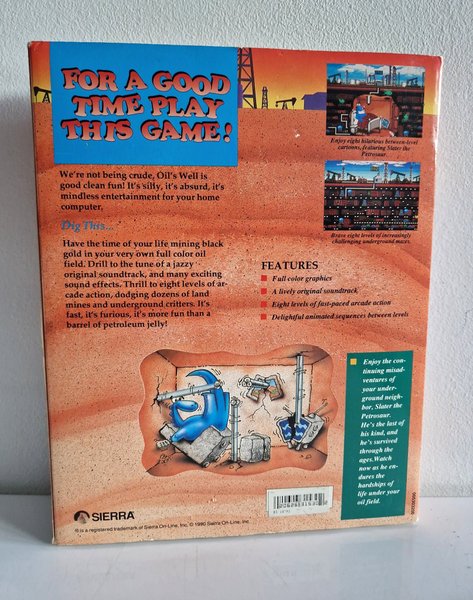 FOR A GOOD
TIME PLAY
THIS GAME!
Enjoy eight hilarious between-level
cartoons, featuring Slater the
Petrosaur.
Brave eight levels of increasingly
challenging underground mazes.
We're not being crude, Oil's Well is
good clean fun! It's silly, it's absurd, it's
mindless entertainment for your home
computer.
Dig This...
Have the time of your life mining black
gold in your very own full color oil
field. Drill to the tune of a jazzy
original soundtrack, and many exciting
sound effects. Thrill to eight levels of ar-
cade action, dodging dozens of land
mines and underground critters. It's
fast, it's furious, it's more fun than a
barrel of petroleum jelly!
FEATURES
Full color graphics
A lively original soundtrack
Eight levels of fast-paced arcade action
Delightful animated sequences between levels
Enjoy the con-
tinuing misad-
ventures of
your under-
ground neigh-
bor, Slater the
Petrosaur.
He's the last of
his kind, and
he's survived
through the
ages. Watch
now as he en-
dures the
hardships of
life under your
oil field.
SIERRA
® is a registered trademark of Sierra On-Line, Inc. © 1990 Sierra On-Line, Inc.